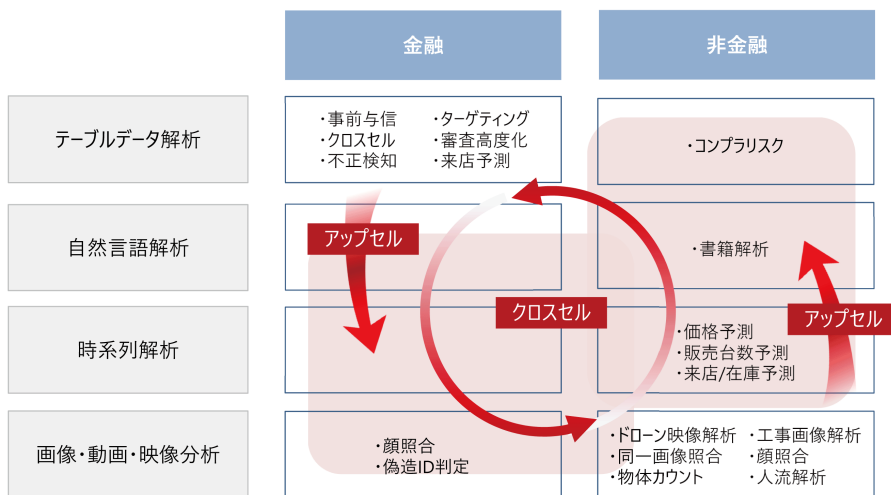 金融
非金融
テーブルデータ解析
・事前与信
・クロスセル
・不正検知
・ターゲティング
・審査高度化
・来店予測
・コンプラリスク
自然言語解析
アップセル
・書籍解析
時系列解析
クロスセル
・価格予測
・販売台数予測
・来店/在庫予測
アップセル
画像・動画・映像分析
・顔照合
・偽造ID判定
・ドローン映像解析
・同一画像照合
・物体カウント
・工事画像解析
・顔照合
・人流解析